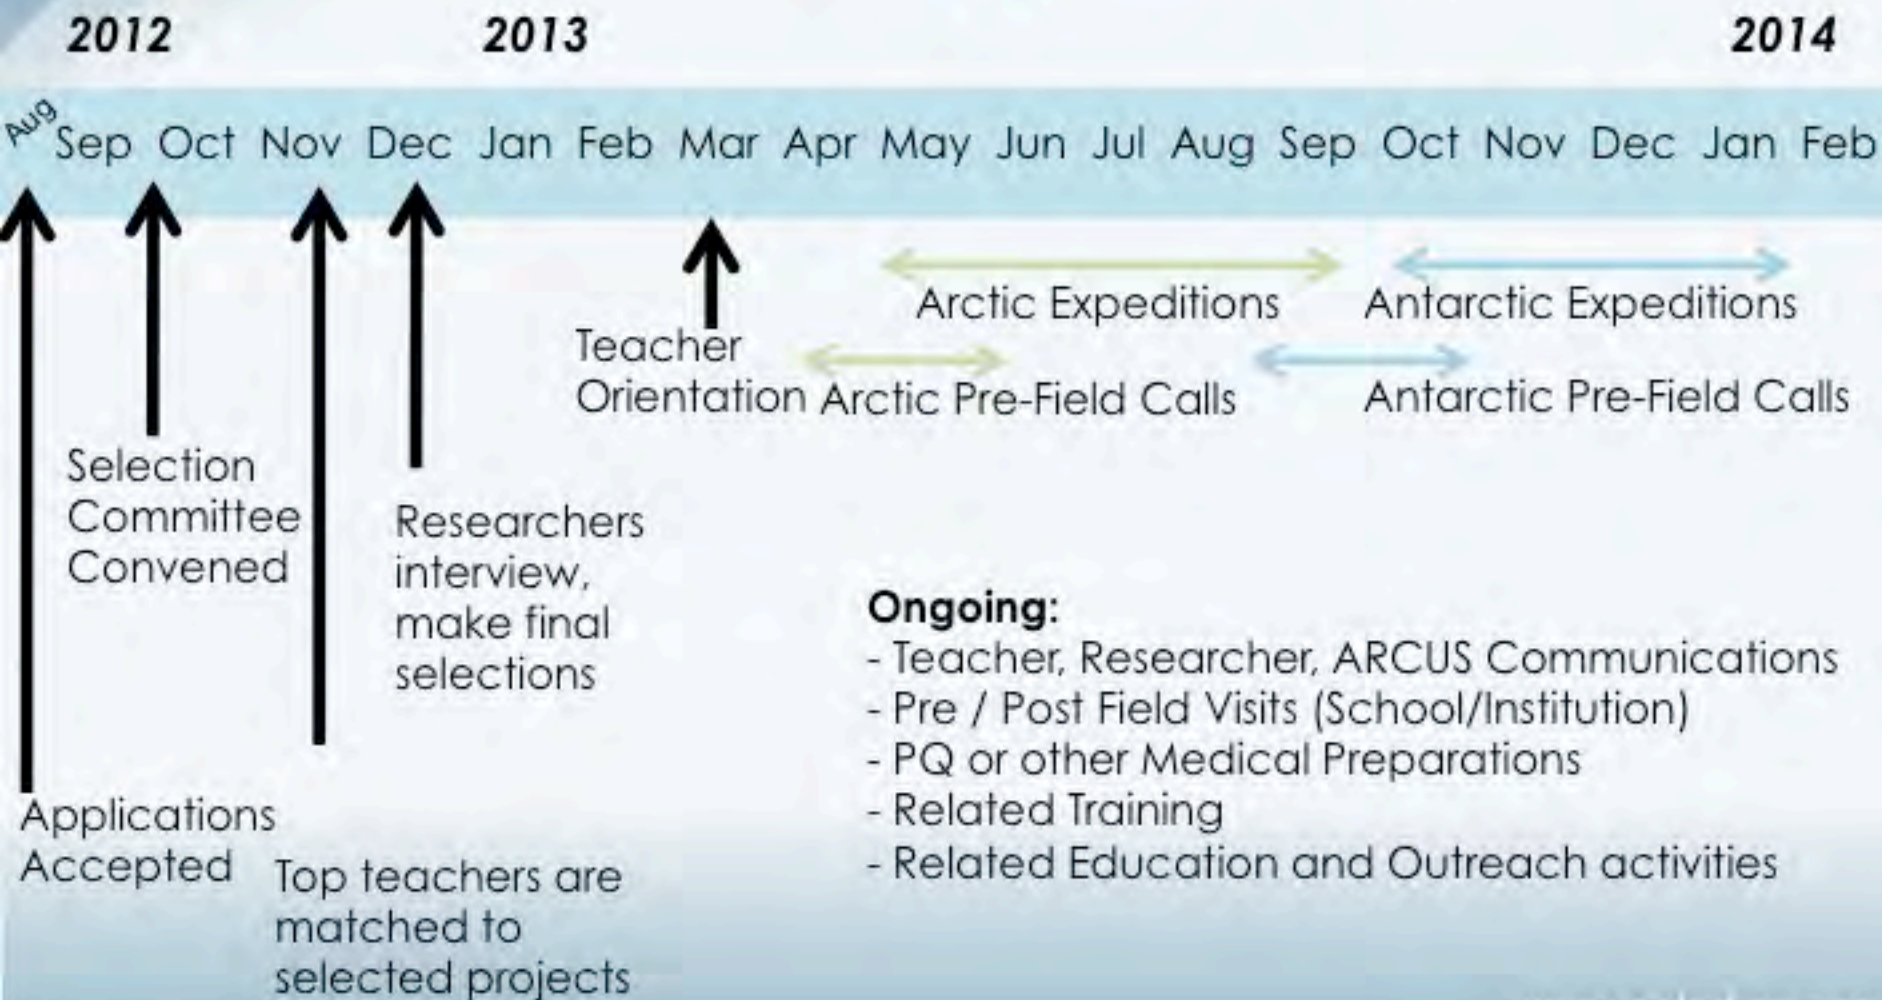 2012 2013 2014
Aug Sep Oct Nov Dec Jan Feb Mar Apr May Jun Jul Aug Sep Oct Nov Dec Jan Feb
Arctic Expeditions
Antarctic Expeditions
Teacher
Orientation
Arctic Pre-Field Calls
Antarctic Pre-Field Calls
Selection
Committee
Convened
Researchers
interview,
make final
selections
Ongoing:
- Teacher, Researcher, ARCUS Communications
- Pre / Post Field Visits (School/Institution)
- PQ or other Medical Preparations
- Related Training
- Related Education and Outreach activities
Applications
Accepted
Top teachers are
matched to
selected projects